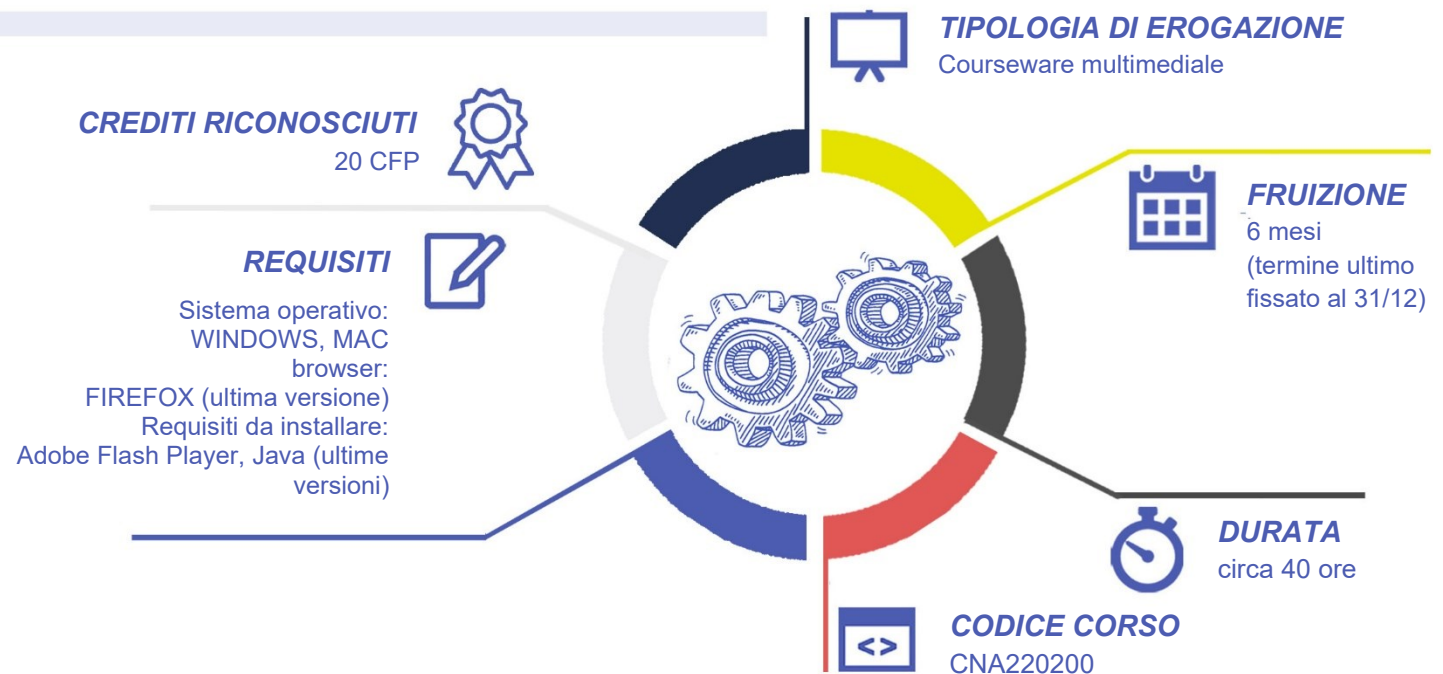 TIPOLOGIA DI EROGAZIONE
Courseware multimediale
CREDITI RICONOSCIUTI
20 CFP
FRUIZIONE
6 mesi
(termine ultimo
fissato al 31/12)
REQUISITI
Sistema operativo:
WINDOWS, MAC
browser:
FIREFOX (ultima versione)
Requisiti da installare:
Adobe Flash Player, Java (ultime
versioni)
DURATA
circa 40 ore
CODICE CORSO
<>
CNA220200